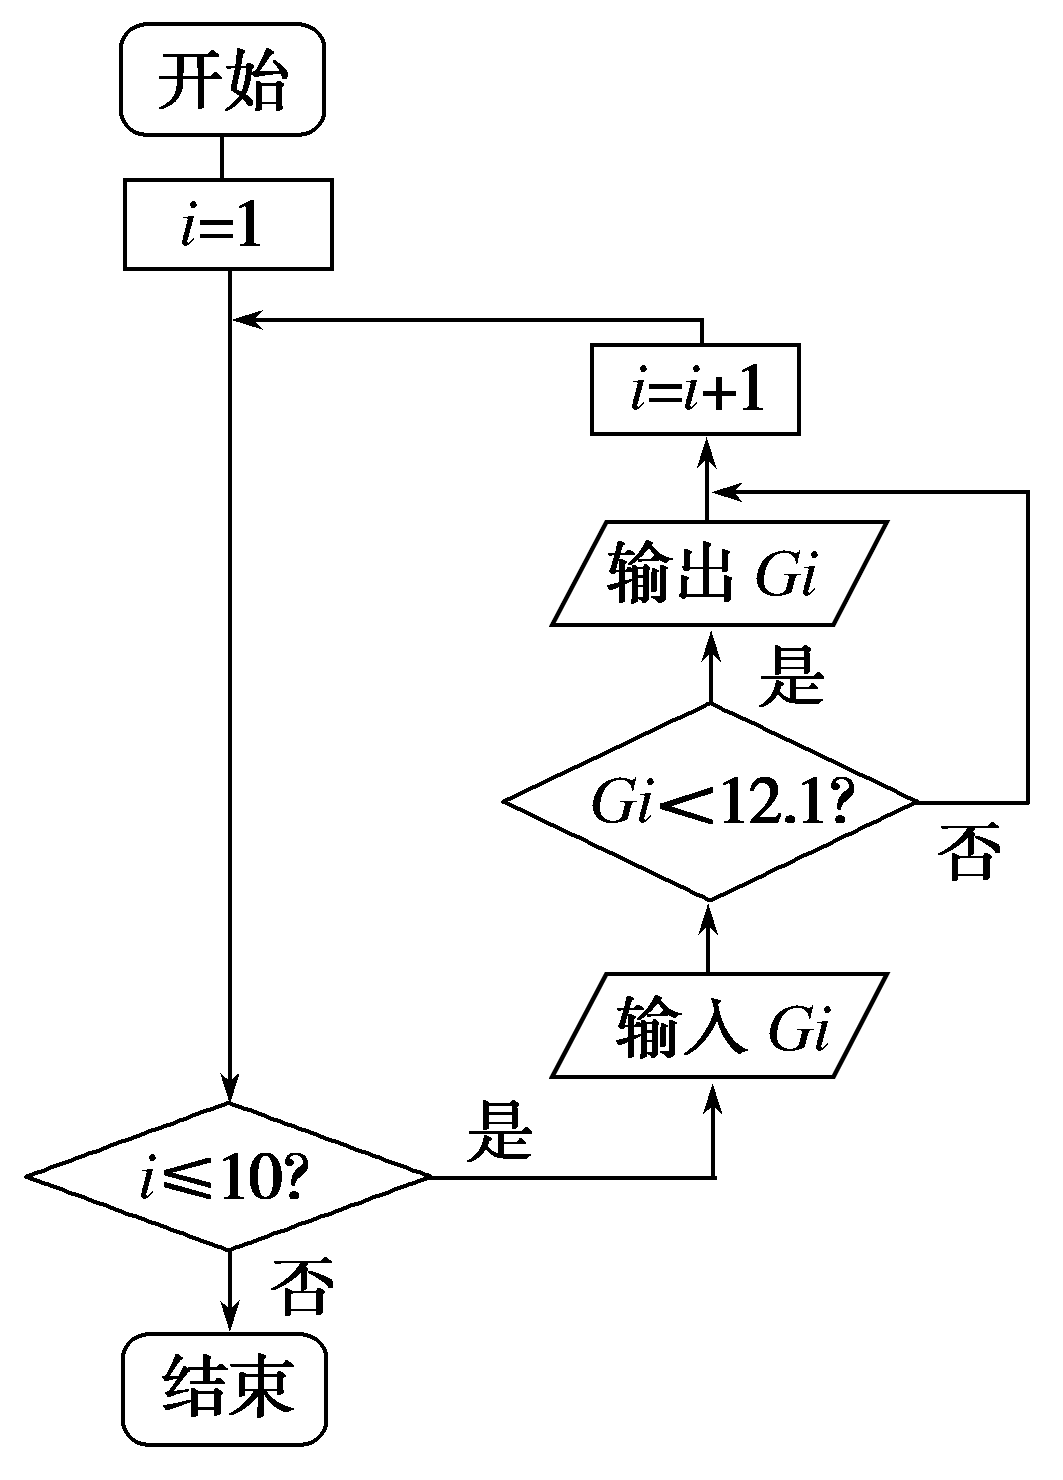 开始
i=1
i=i+1
输出 Gi
是
Gi<12.1?
否
输入 Gi
是
i≤10?
否
结束